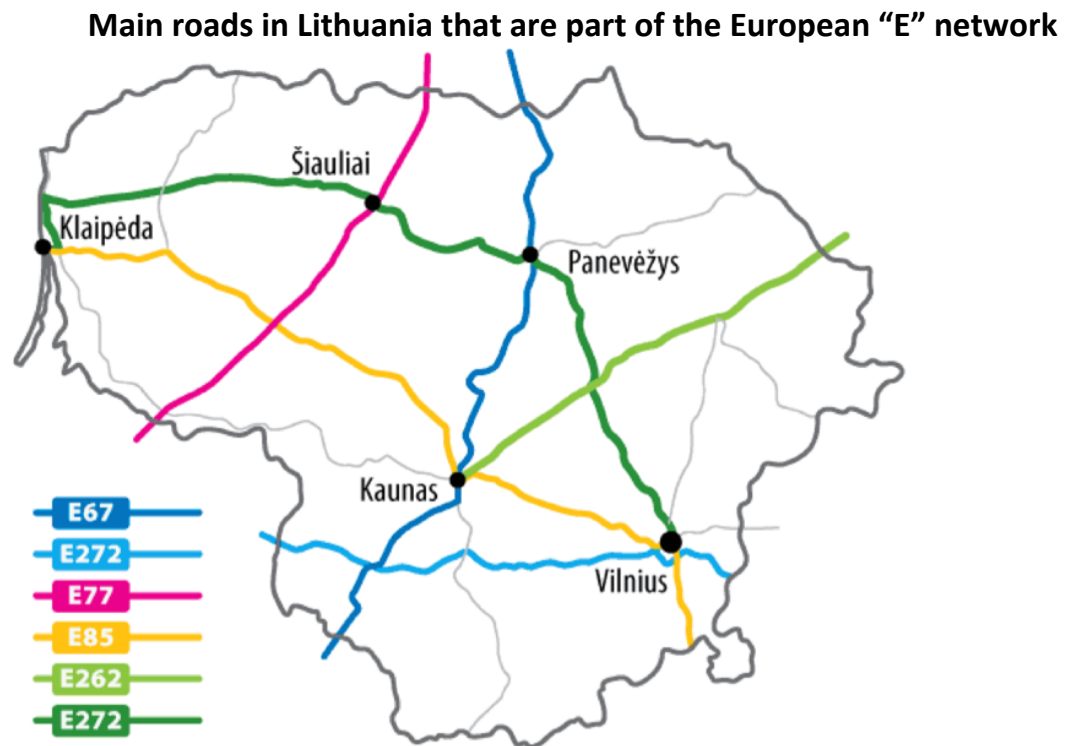 Main roads in Lithuania that are part of the European “E” network
Šiauliai
Klaipėda
Panevėžys
Kaunas
Vilnius
E67
E272
E77
E85
E262
E272